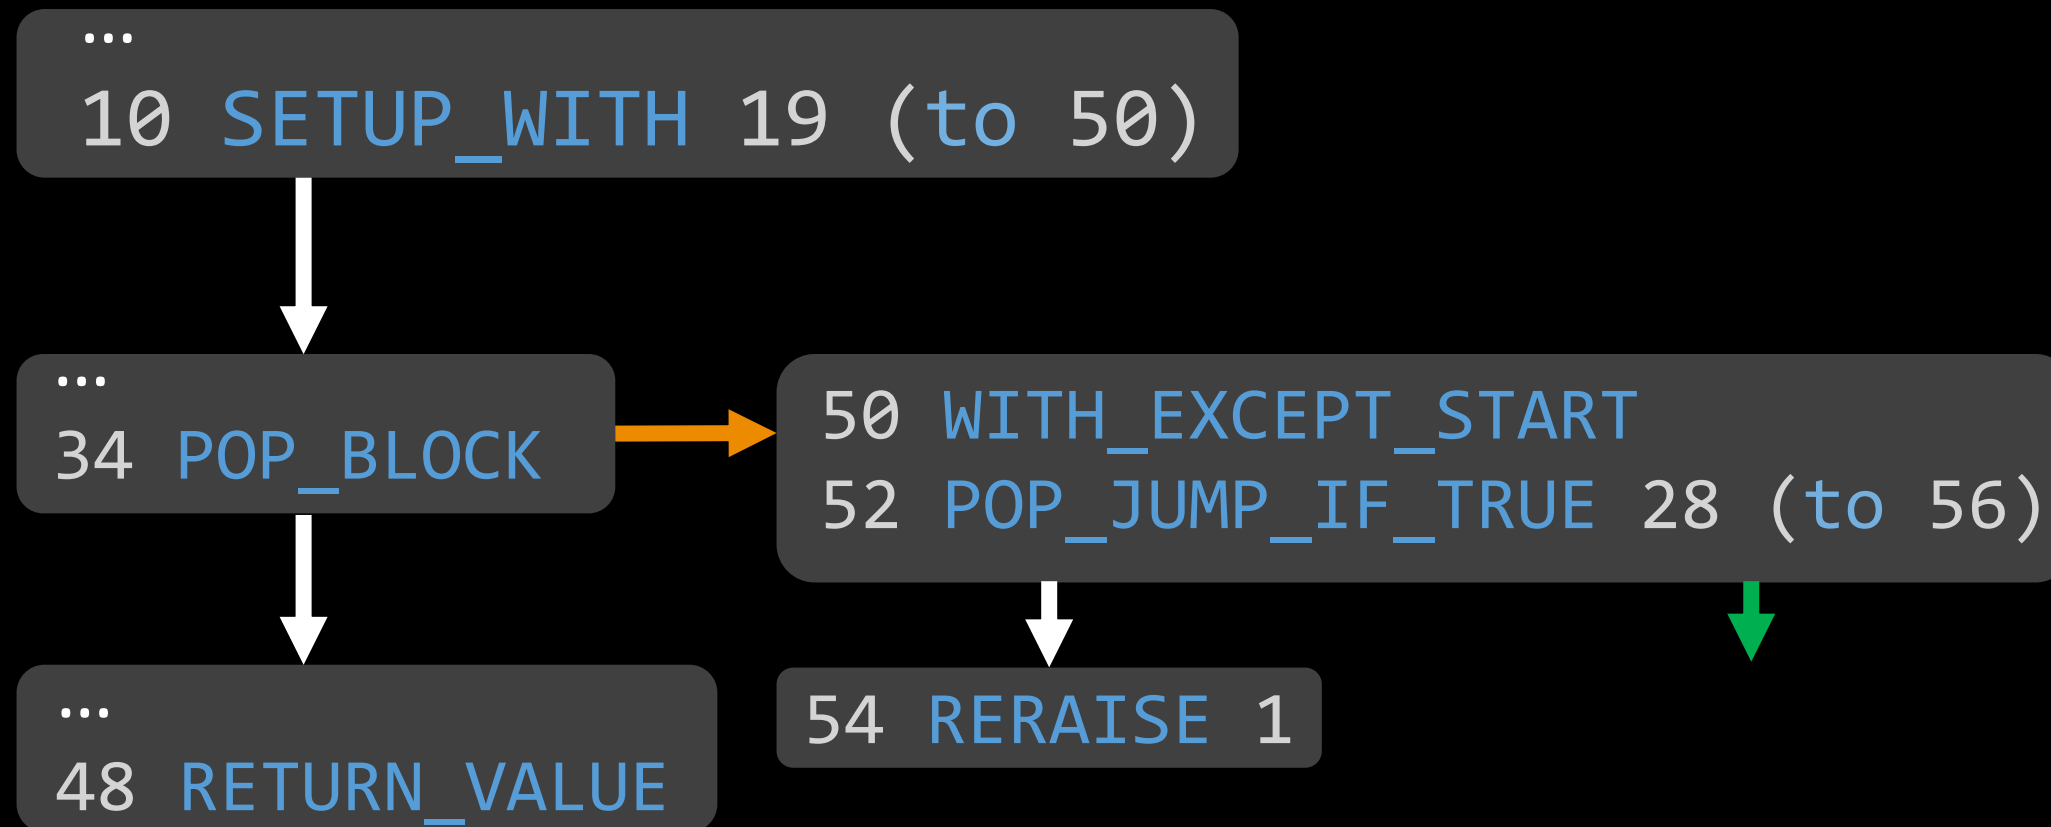 ...
10 SETUP_WITH 19 (to 50)
...
34 POP_BLOCK
50 WITH_EXCEPT_START
52 POP_JUMP_IF_TRUE 28 (to 56)
54 RERAISE 1
...
48 RETURN_VALUE